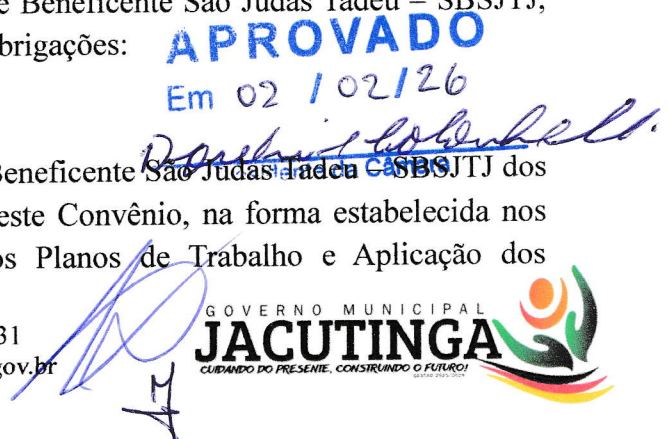 e Beneficente São Judas Tadeu – SBSJTJ,
brigações:
APROVADO
Em 02 / 02/26
Beneficente São Judas Tadeu – SBSJTJ dos
este Convênio, na forma estabelecida nos
os Planos de Trabalho e Aplicação dos
31
gov.br
GOVERNO MUNICIPAL
JACUTINGA
CUIDANDO DO PRESENTE, CONSTRUINDO O FUTURO!